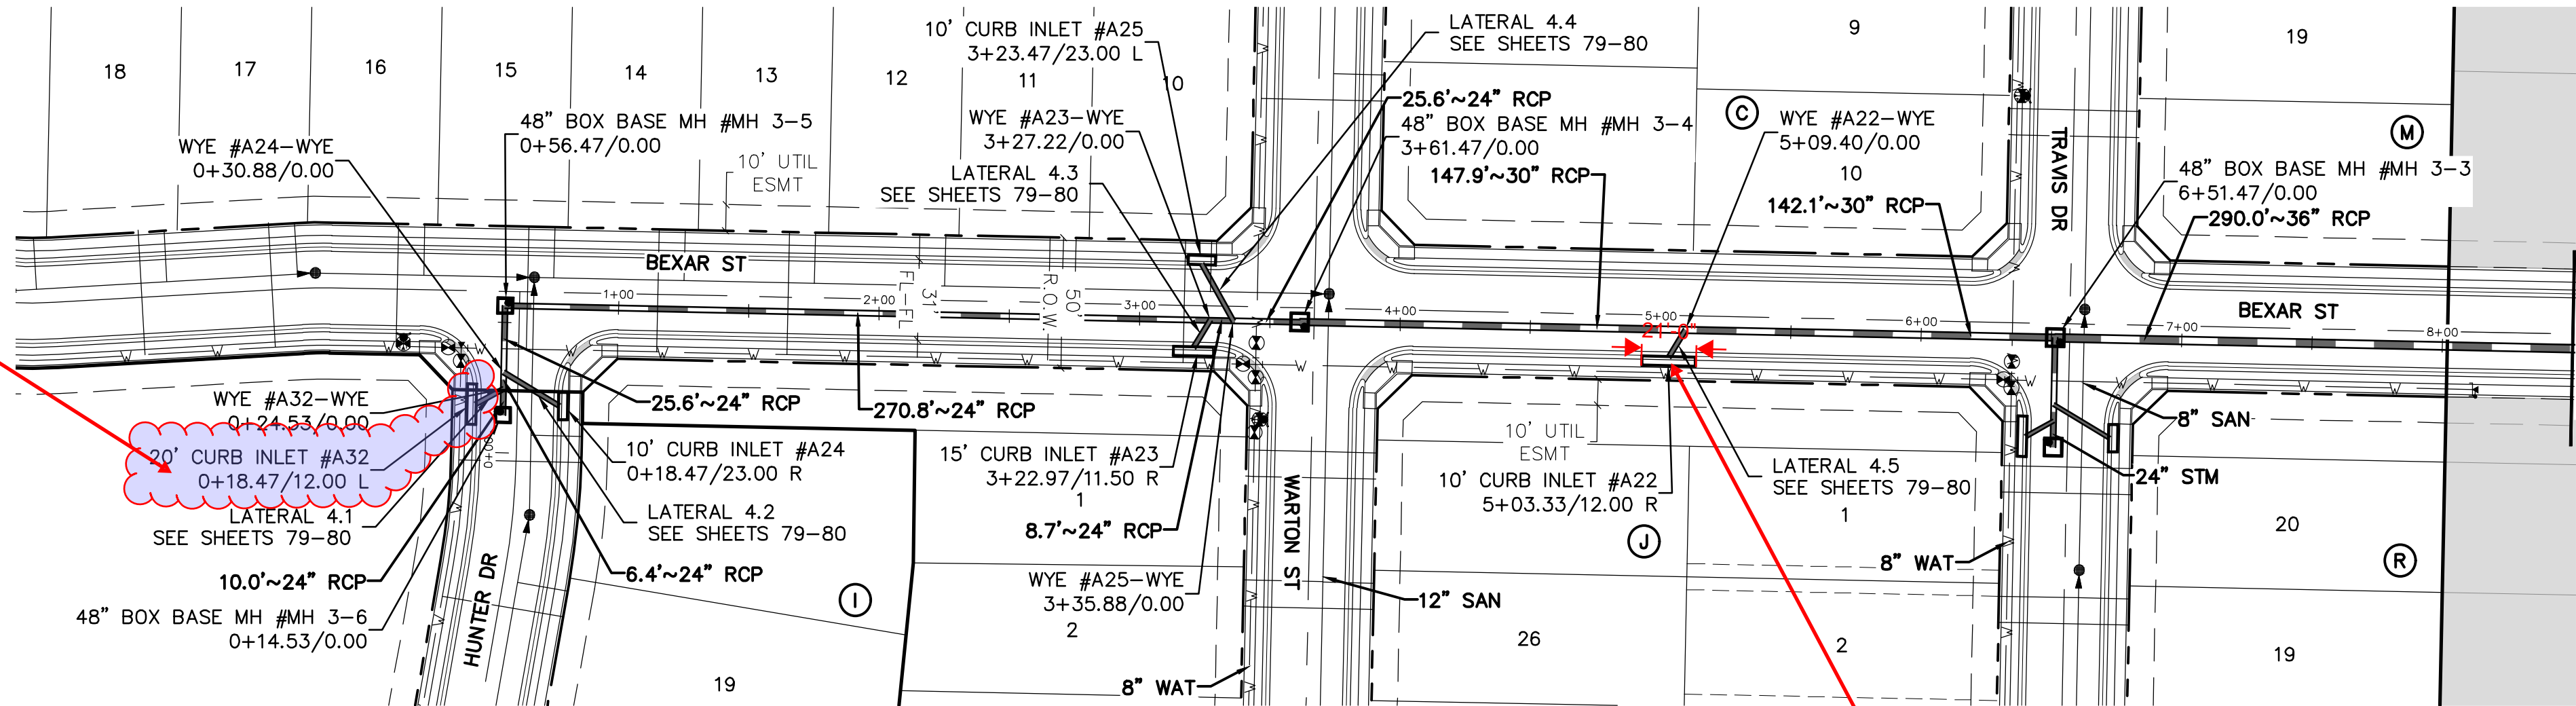 18
17
16
15
14
13
12
11
10
9
19
10' CURB INLET #A25
3+23.47/23.00 L
LATERAL 4.4
SEE SHEETS 79-80
WYE #A24-WYE
0+30.88/0.00
48" BOX BASE MH #MH 3-5
0+56.47/0.00
10' UTIL
ESMT
WYE #A23-WYE
3+27.22/0.00
LATERAL 4.3
SEE SHEETS 79-80
25.6'~24" RCP
48" BOX BASE MH #MH 3-4
3+61.47/0.00
147.9'~30" RCP
C
WYE #A22-WYE
5+09.40/0.00
10
142.1'~30" RCP
TRAVIS DR
M
48" BOX BASE MH #MH 3-3
6+51.47/0.00
290.0'~36" RCP
BEXAR ST
FL-FL
31'
R.O.W.
50'
BEXAR ST
1+00
2+00
3+00
4+00
5+00
6+00
7+00
8+00
21'-0"
WYE #A32-WYE
0+24.53/0.00
20' CURB INLET #A32
0+18.47/12.00 L
LATERAL 4.1
SEE SHEETS 79-80
10.0'~24" RCP
48" BOX BASE MH #MH 3-6
0+14.53/0.00
0+00
HUNTER DR
25.6'~24" RCP
10' CURB INLET #A24
0+18.47/23.00 R
LATERAL 4.2
SEE SHEETS 79-80
6.4'~24" RCP
I
19
270.8'~24" RCP
15' CURB INLET #A23
3+22.97/11.50 R
1
8.7'~24" RCP
WYE #A25-WYE
3+35.88/0.00
2
8" WAT
WARTON ST
12" SAN
10' UTIL
ESMT
10' CURB INLET #A22
5+03.33/12.00 R
J
26
LATERAL 4.5
SEE SHEETS 79-80
1
8" WAT
2
8" SAN
24" STM
20
R
19